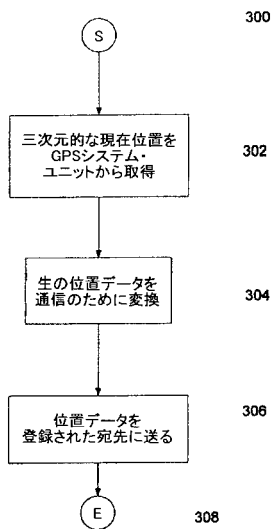 300
S
三次元的な現在位置を
GPSシステム・
ユニットから取得
302
生の位置データを
通信のために変換
304
位置データを
登録された宛先に送る
306
E
308